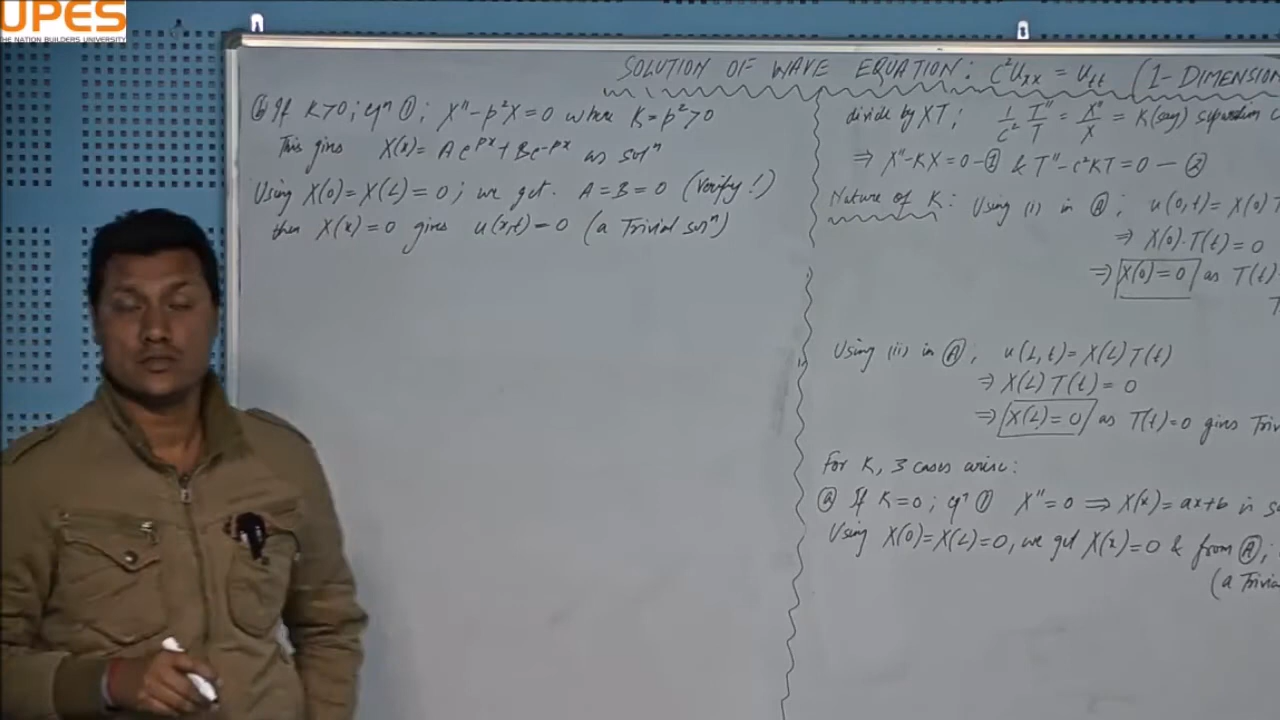 UPES
THE NATION BUILDERS UNIVERSITY
SOLUTION OF WAVE EQUATION: C²Uxx = Utt (1-DIMENSION
ⓑ If K>0; eqⁿ ①; X''-p²X=0 where K=p²>0
This gives X(x)= A e^px + B e^-px as solⁿ
Using X(0)=X(L)=0; we get. A=B=0 (Verify!)
then X(x)=0 gives u(x,t)=0 (a Trivial solⁿ)
divide by XT; 1/C² T''/T = X''/X = K(say) separation
⇒ X''-KX=0-① & T''-C²KT=0-②
Nature of K: Using (i) in Ⓐ; u(0,t)=X(0)T
⇒ X(0).T(t)=0
⇒ X(0)=0 as T(t)
T
Using (ii) in Ⓐ; u(L,t)=X(L)T(t)
⇒ X(L)T(t)=0
⇒ X(L)=0 as T(t)=0 gives Trivi
For K, 3 cases arise:
ⓐ If K=0; eqⁿ ① X''=0 ⇒ X(x)=ax+b is so
Using X(0)=X(L)=0, we get X(x)=0 & from Ⓐ;
(a Trivia